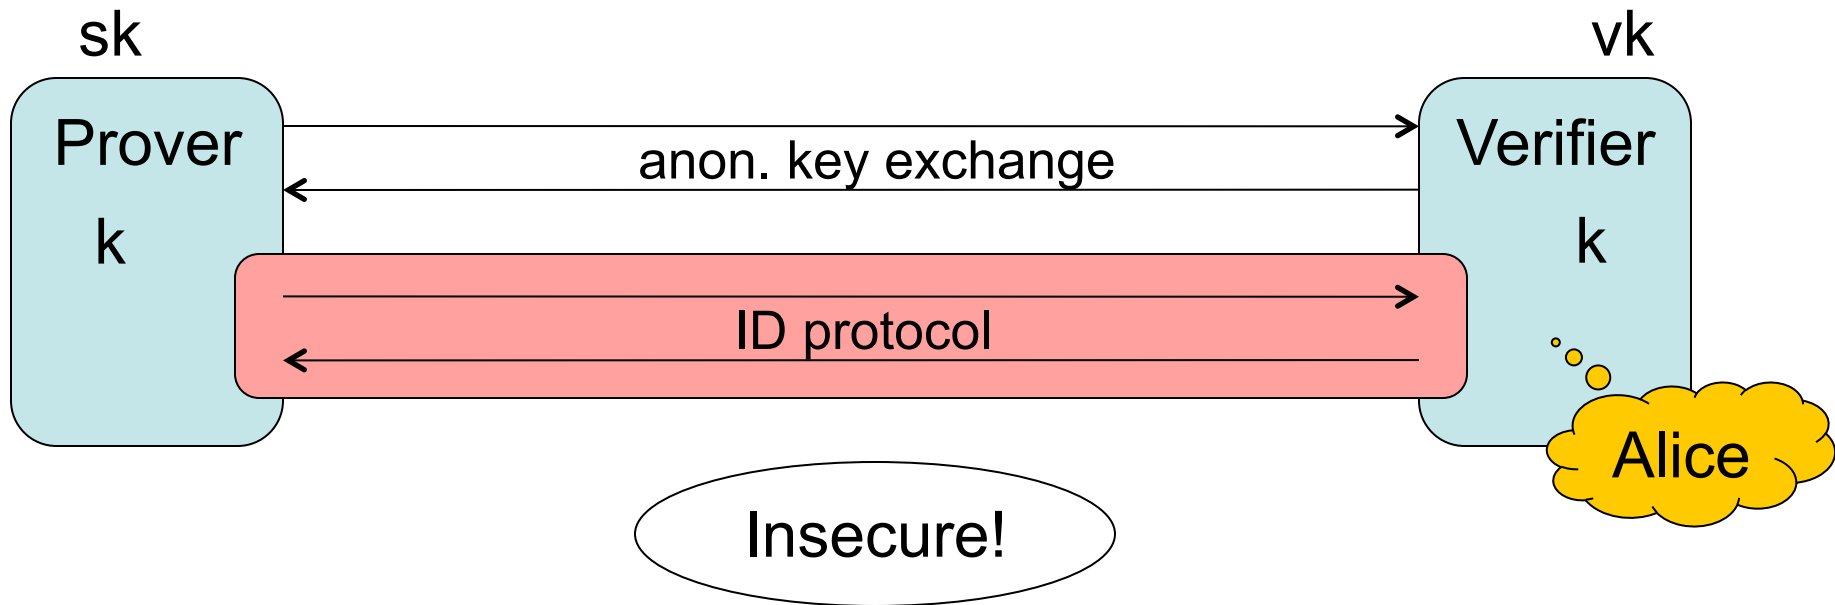 sk
vk
Prover
Verifier
anon. key exchange
k
k
ID protocol
Alice
Insecure!